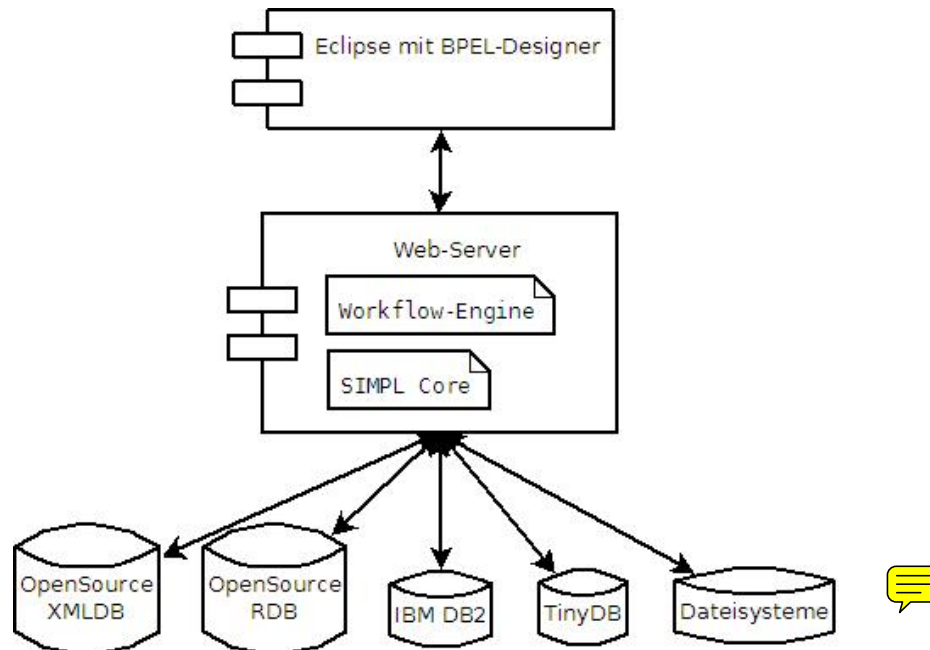 Eclipse mit BPEL-Designer
Web-Server
Workflow-Engine
SIMPL Core
OpenSource
XMLDB
OpenSource
RDB
IBM DB2
TinyDB
Dateisysteme